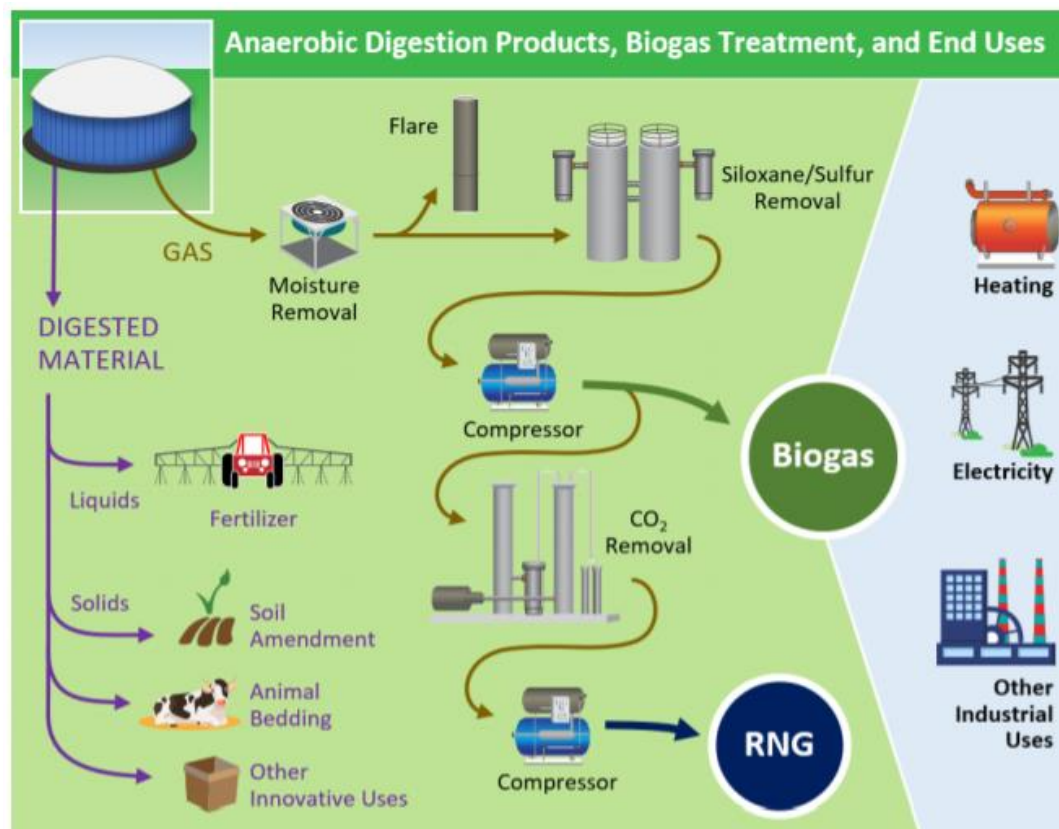 Anaerobic Digestion Products, Biogas Treatment, and End Uses
Flare
Siloxane/Sulfur
Removal
GAS
Moisture
Removal
Heating
DIGESTED
MATERIAL
Compressor
Biogas
Electricity
Liquids
Fertilizer
CO₂
Removal
Solids
Soil
Amendment
Animal
Bedding
Other
Industrial
Uses
RNG
Compressor
Other
Innovative Uses